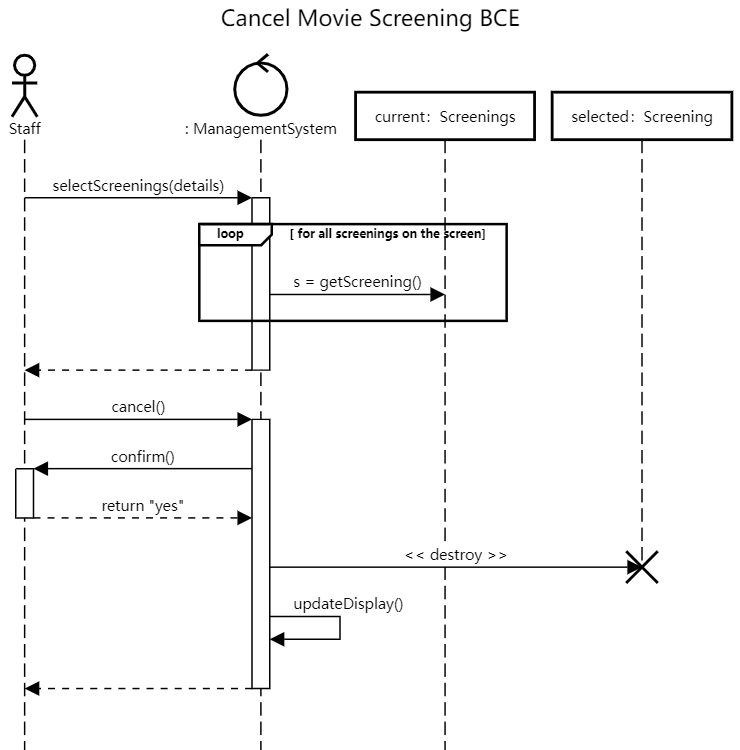 Cancel Movie Screening BCE
Staff
: ManagementSystem
current: Screenings
selected: Screening
selectScreenings(details)
loop
[ for all screenings on the screen]
s = getScreening()
cancel()
confirm()
return "yes"
<< destroy >>
updateDisplay()